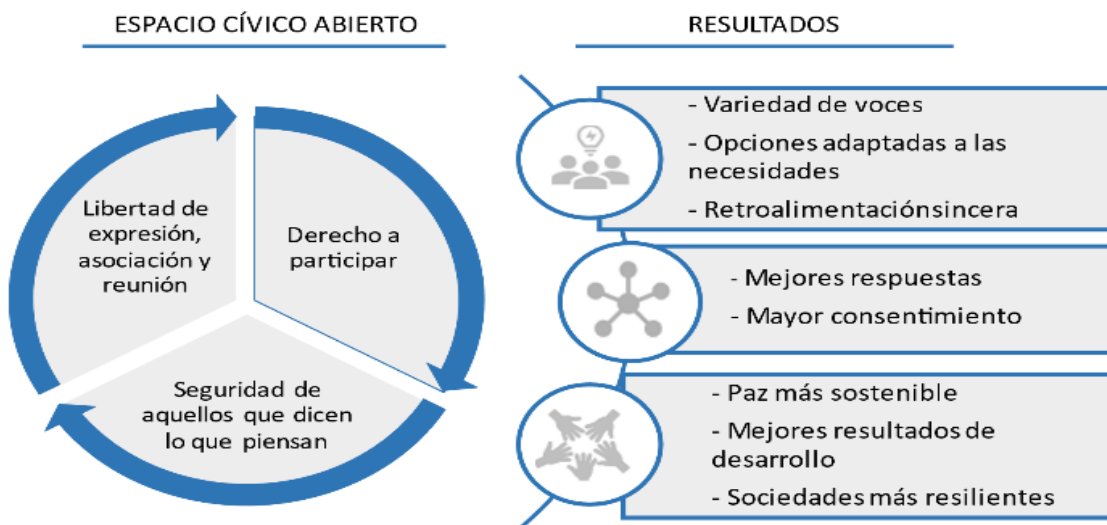 ESPACIO CÍVICO ABIERTO
Libertad de
expresión,
asociación y
reunión
Derecho a
participar
Seguridad de
aquellos que dicen
lo que piensan
RESULTADOS
- Variedad de voces
- Opciones adaptadas a las
necesidades
- Retroalimentaciónsincera
- Mejores respuestas
- Mayor consentimiento
- Paz más sostenible
- Mejores resultados de
desarrollo
- Sociedades más resilientes